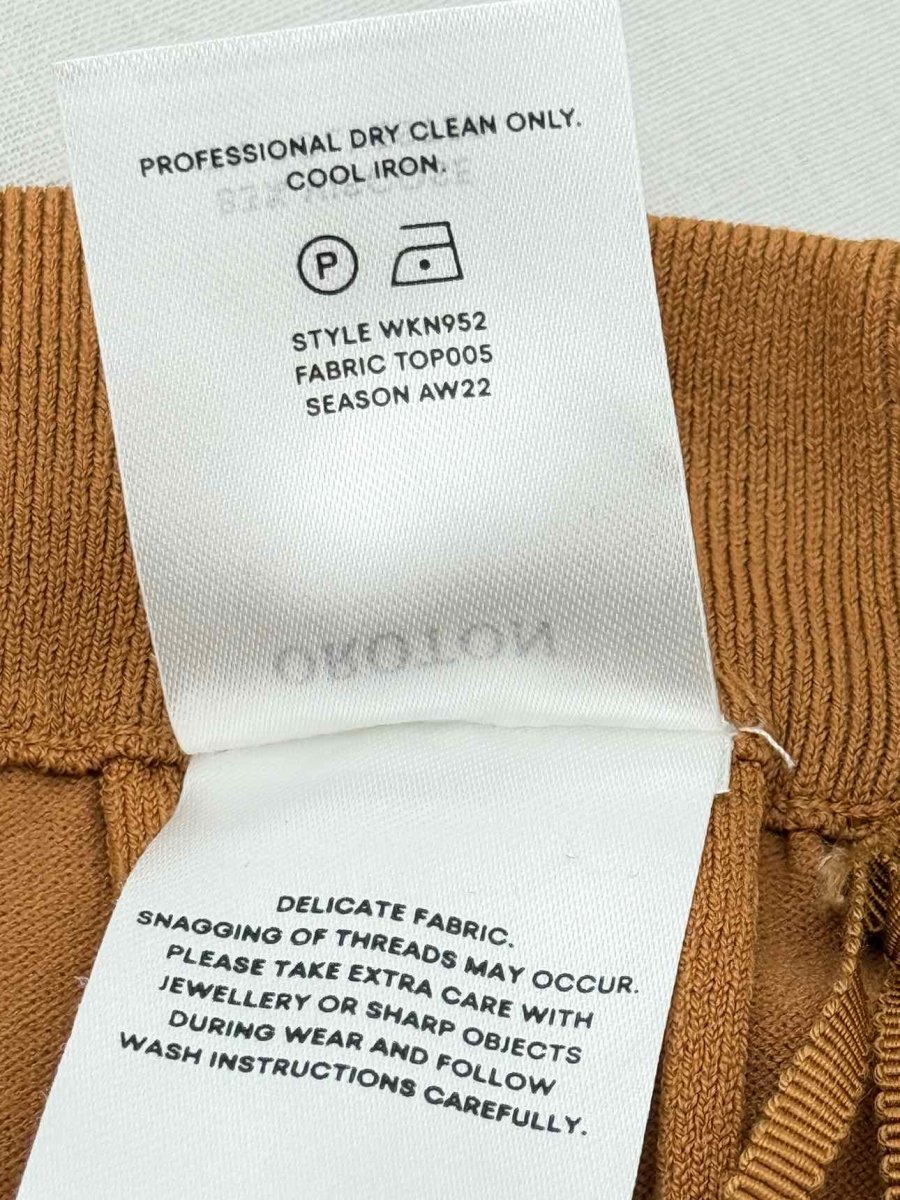 PROFESSIONAL DRY CLEAN ONLY.
COOL IRON.
P
STYLE WKN952
FABRIC TOP005
SEASON AW22
OROTON
DELICATE FABRIC.
SNAGGING OF THREADS MAY OCCUR.
PLEASE TAKE EXTRA CARE WITH
JEWELLERY OR SHARP OBJECTS
DURING WEAR AND FOLLOW
WASH INSTRUCTIONS CAREFULLY.